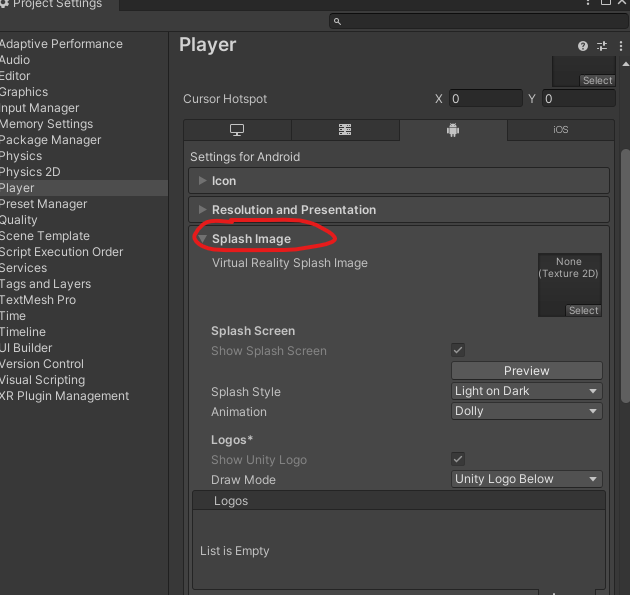 Project Settings
Adaptive Performance
Audio
Editor
Graphics
Input Manager
Memory Settings
Package Manager
Physics
Physics 2D
Player
Preset Manager
Quality
Scene Template
Script Execution Order
Services
Tags and Layers
TextMesh Pro
Time
Timeline
UI Builder
Version Control
Visual Scripting
XR Plugin Management
Player
Select
Cursor Hotspot X 0 Y 0
iOS
Settings for Android
Icon
Resolution and Presentation
Splash Image
Virtual Reality Splash Image
None
(Texture 2D)
Select
Splash Screen
Show Splash Screen
Preview
Splash Style Light on Dark
Animation Dolly
Logos*
Show Unity Logo
Draw Mode Unity Logo Below
Logos
List is Empty